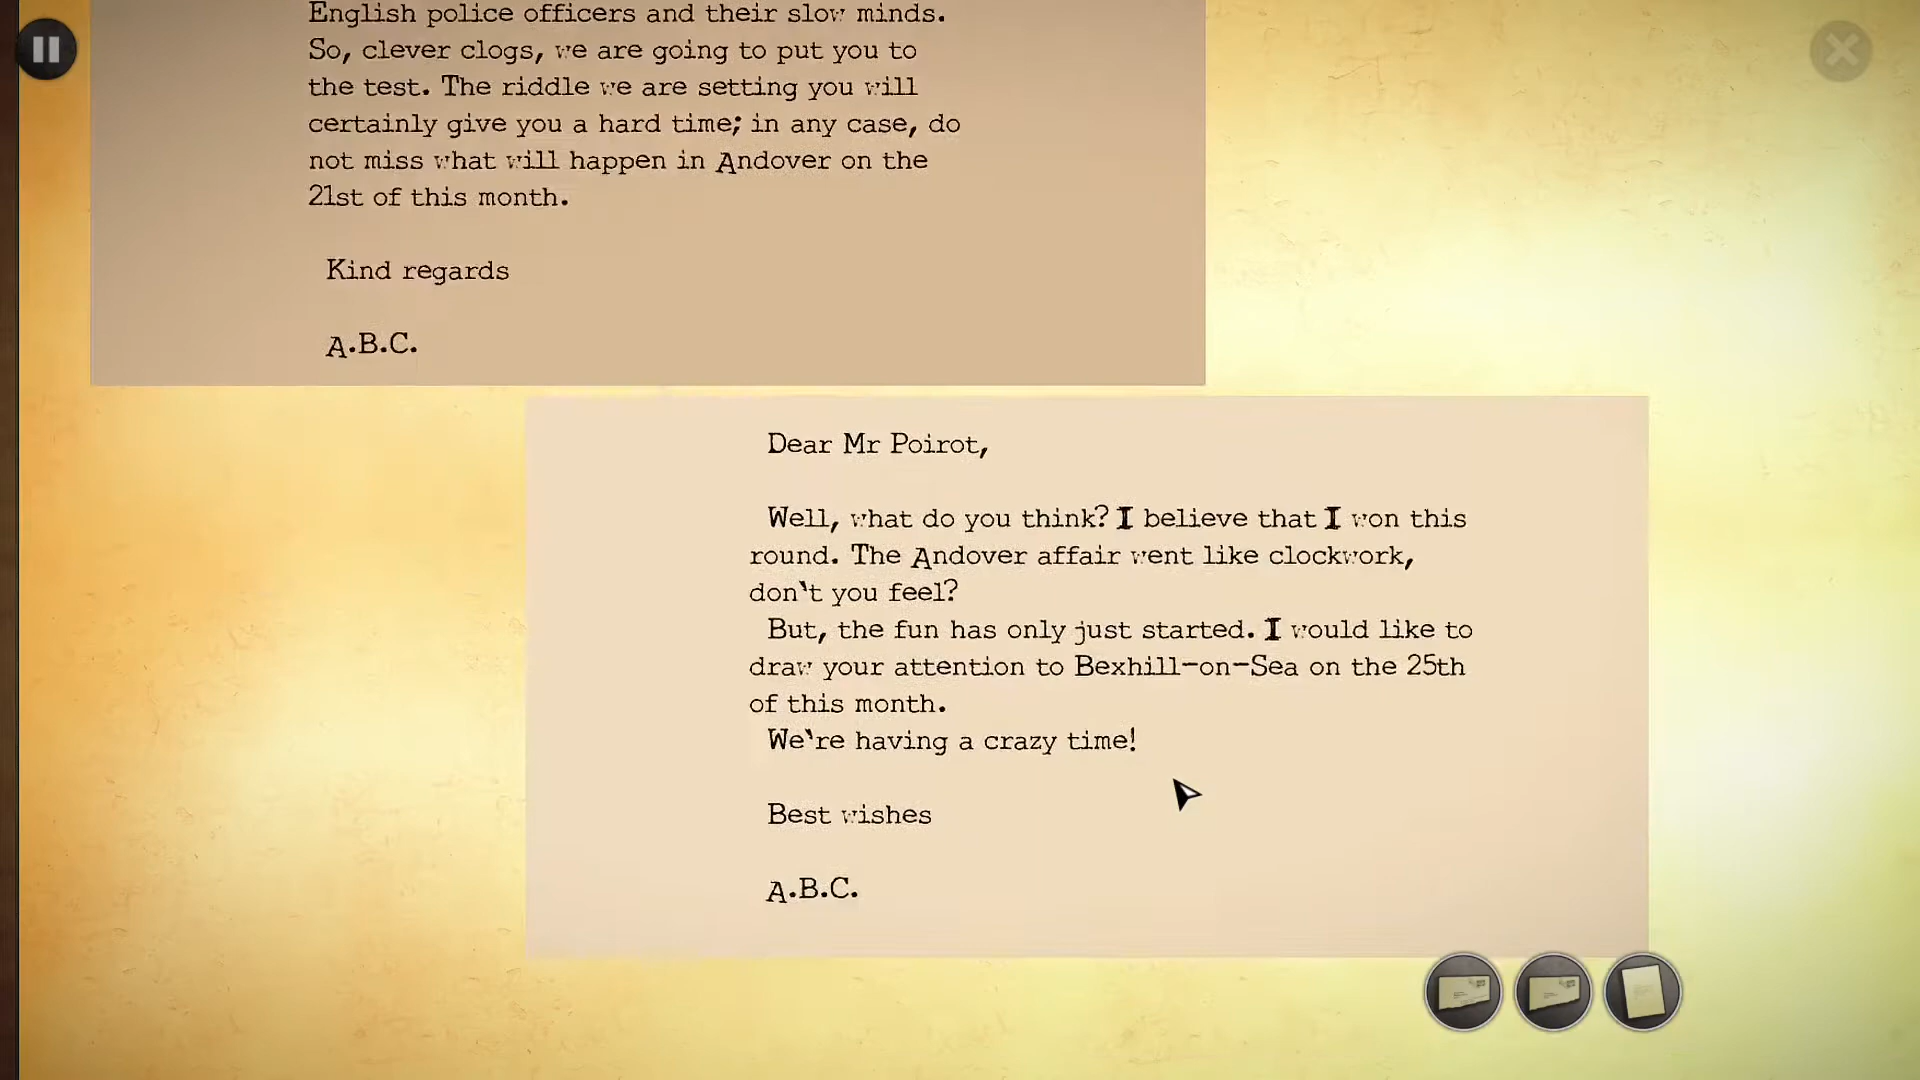 English police officers and their slow minds.
So, clever clogs, we are going to put you to
the test. The riddle we are setting you will
certainly give you a hard time; in any case, do
not miss what will happen in Andover on the
21st of this month.
Kind regards
A.B.C.
Dear Mr Poirot,
Well, what do you think? I believe that I won this
round. The Andover affair went like clockwork,
don't you feel?
But, the fun has only just started. I would like to
draw your attention to Bexhill-on-Sea on the 25th
of this month.
We're having a crazy time!
Best wishes
A.B.C.